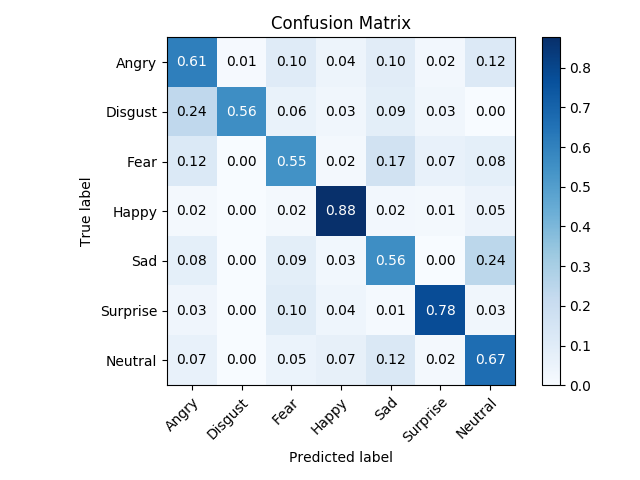 Confusion Matrix
Angry 0.61 0.01 0.10 0.04 0.10 0.02 0.12
Disgust 0.24 0.56 0.06 0.03 0.09 0.03 0.00
Fear 0.12 0.00 0.55 0.02 0.17 0.07 0.08
Happy 0.02 0.00 0.02 0.88 0.02 0.01 0.05
Sad 0.08 0.00 0.09 0.03 0.56 0.00 0.24
Surprise 0.03 0.00 0.10 0.04 0.01 0.78 0.03
Neutral 0.07 0.00 0.05 0.07 0.12 0.02 0.67
True label
Angry Disgust Fear Happy Sad Surprise Neutral
Predicted label
0.8
0.7
0.6
0.5
0.4
0.3
0.2
0.1
0.0